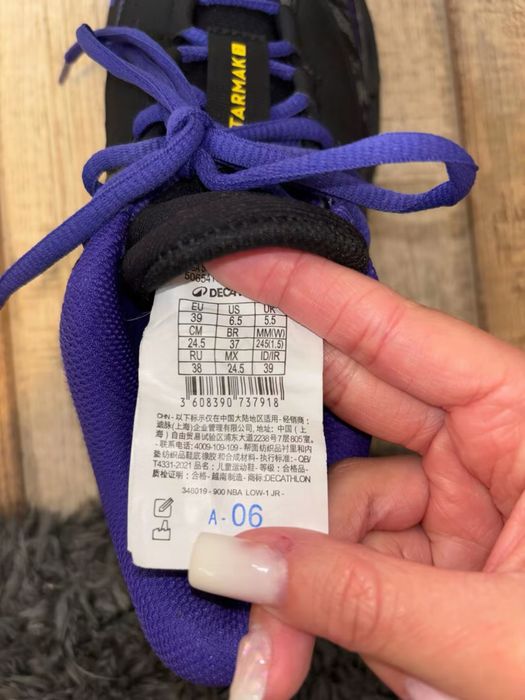 TARMAK
DECATH
EU US UK
39 6.5 5.5
CM BR MM(W)
24.5 37 245(1.5)
RU MX ID/IR
38 24.5 39
3 608390 737918
CHN - 以下标示仅在中国大陆地区适用 - 经销商：
迪脉(上海)企业管理有限公司, 地址: 中国 (上
海) 自由贸易试验区浦东大道2238号7层805室。
- 联系电话: 4009-109-109 - 帮面纺织品衬里和内
垫纺织品鞋底橡胶和合成材料 - 执行标准: - QB/
T4331-2021 品名: 儿童运动鞋 - 等级: 合格品 -
质检证明: 合格 - 越南制造 - 商标:DECATHLON
346019 - 900 NBA LOW-1 JR -
A - 06